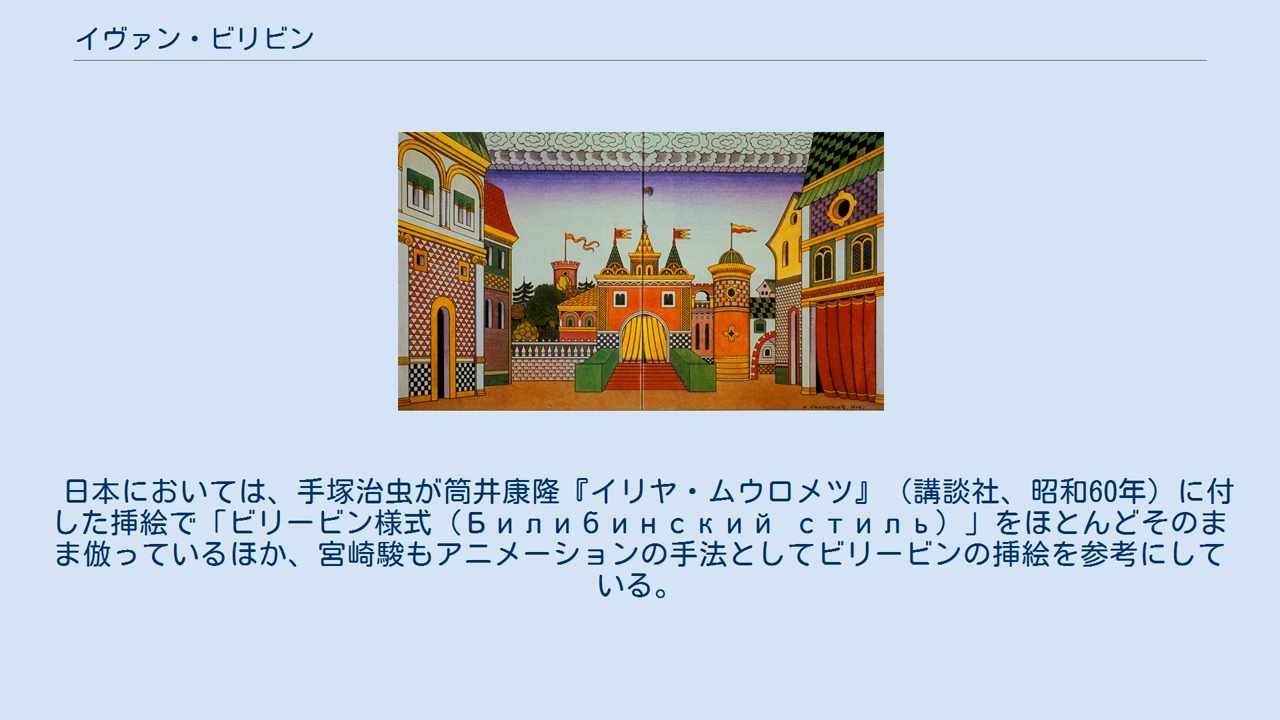 イヴァン・ビリビン
日本においては、手塚治虫が筒井康隆『イリヤ・ムウロメツ』（講談社、昭和60年）に付
した挿絵で「ビリービン様式（Билибинский стиль）」をほとんどそのま
ま倣っているほか、宮崎駿もアニメーションの手法としてビリービンの挿絵を参考にして
いる。